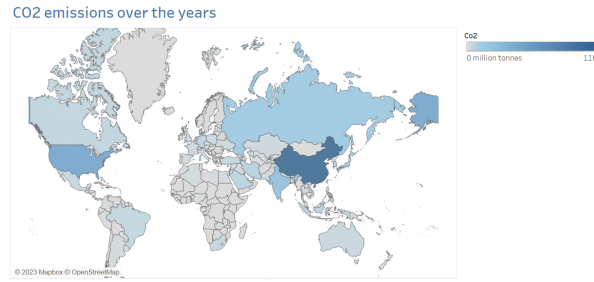 CO2 emissions over the years
Co2
0 million tonnes
© 2023 Mapbox © OpenStreetMap